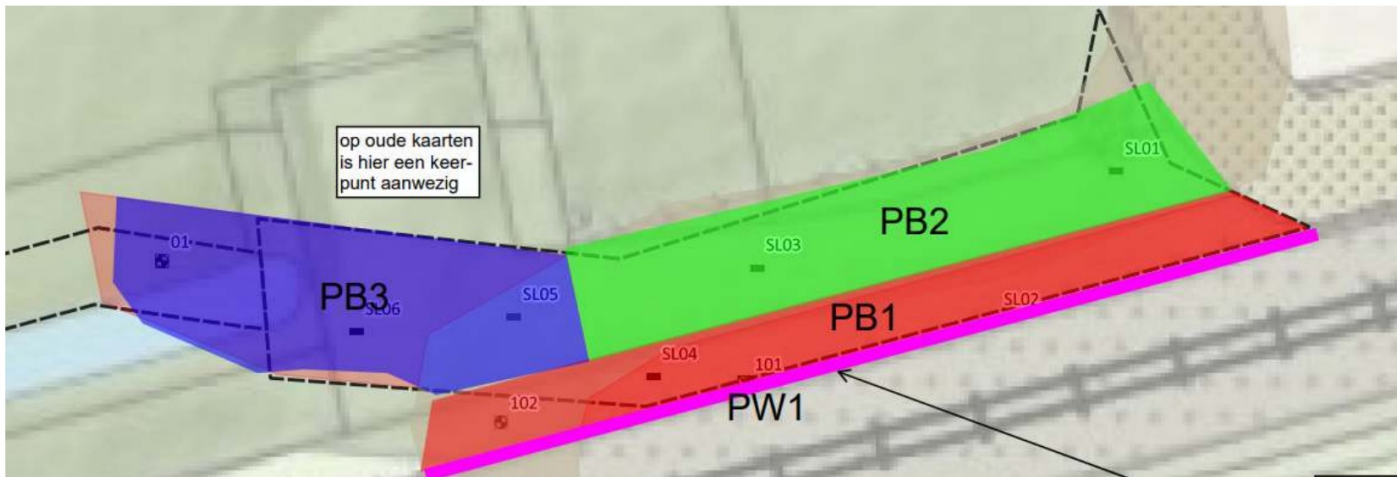 op oude kaarten
is hier een keer-
punt aanwezig
SL01
PB2
01
SL03
PB3
SL05
SL02
SL06
PB1
SL04
101
PW1
102